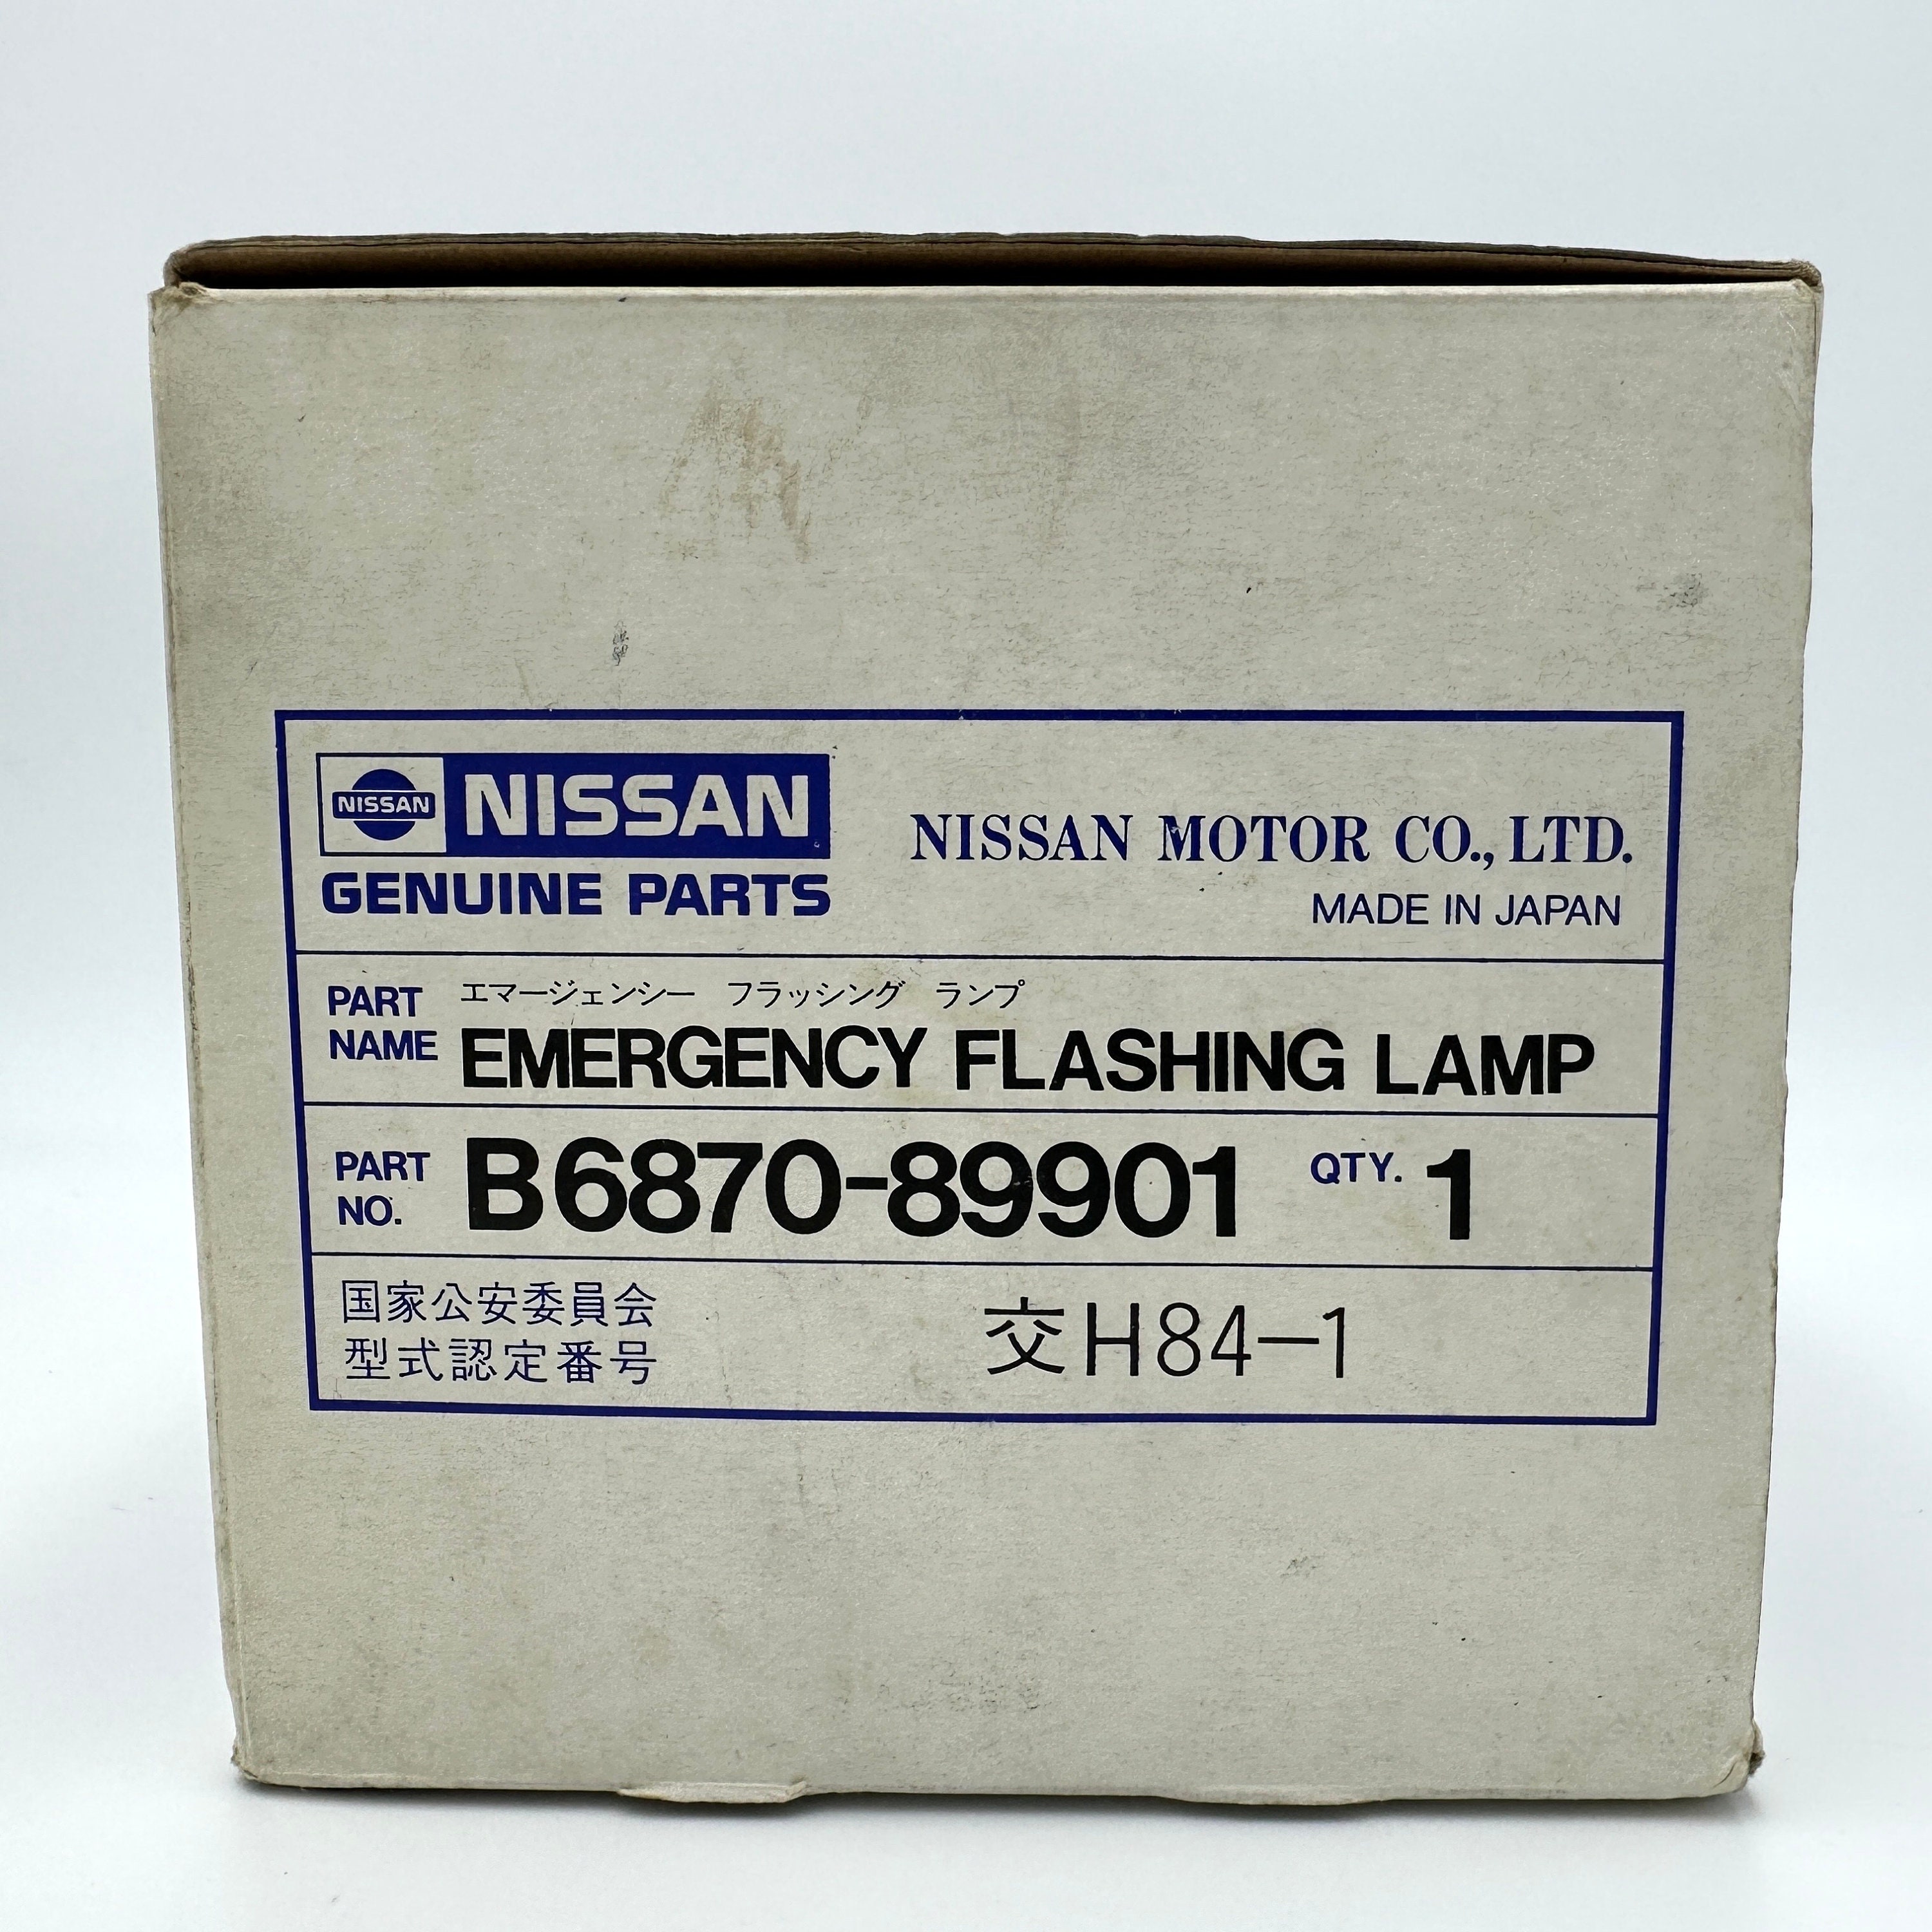 NISSAN NISSAN
GENUINE PARTS
NISSAN MOTOR CO., LTD.
MADE IN JAPAN
PART NAME
エマージェンシー フラッシング ランプ
EMERGENCY FLASHING LAMP
PART NO.
B6870-89901 QTY. 1
国家公安委員会
型式認定番号
交H84-1